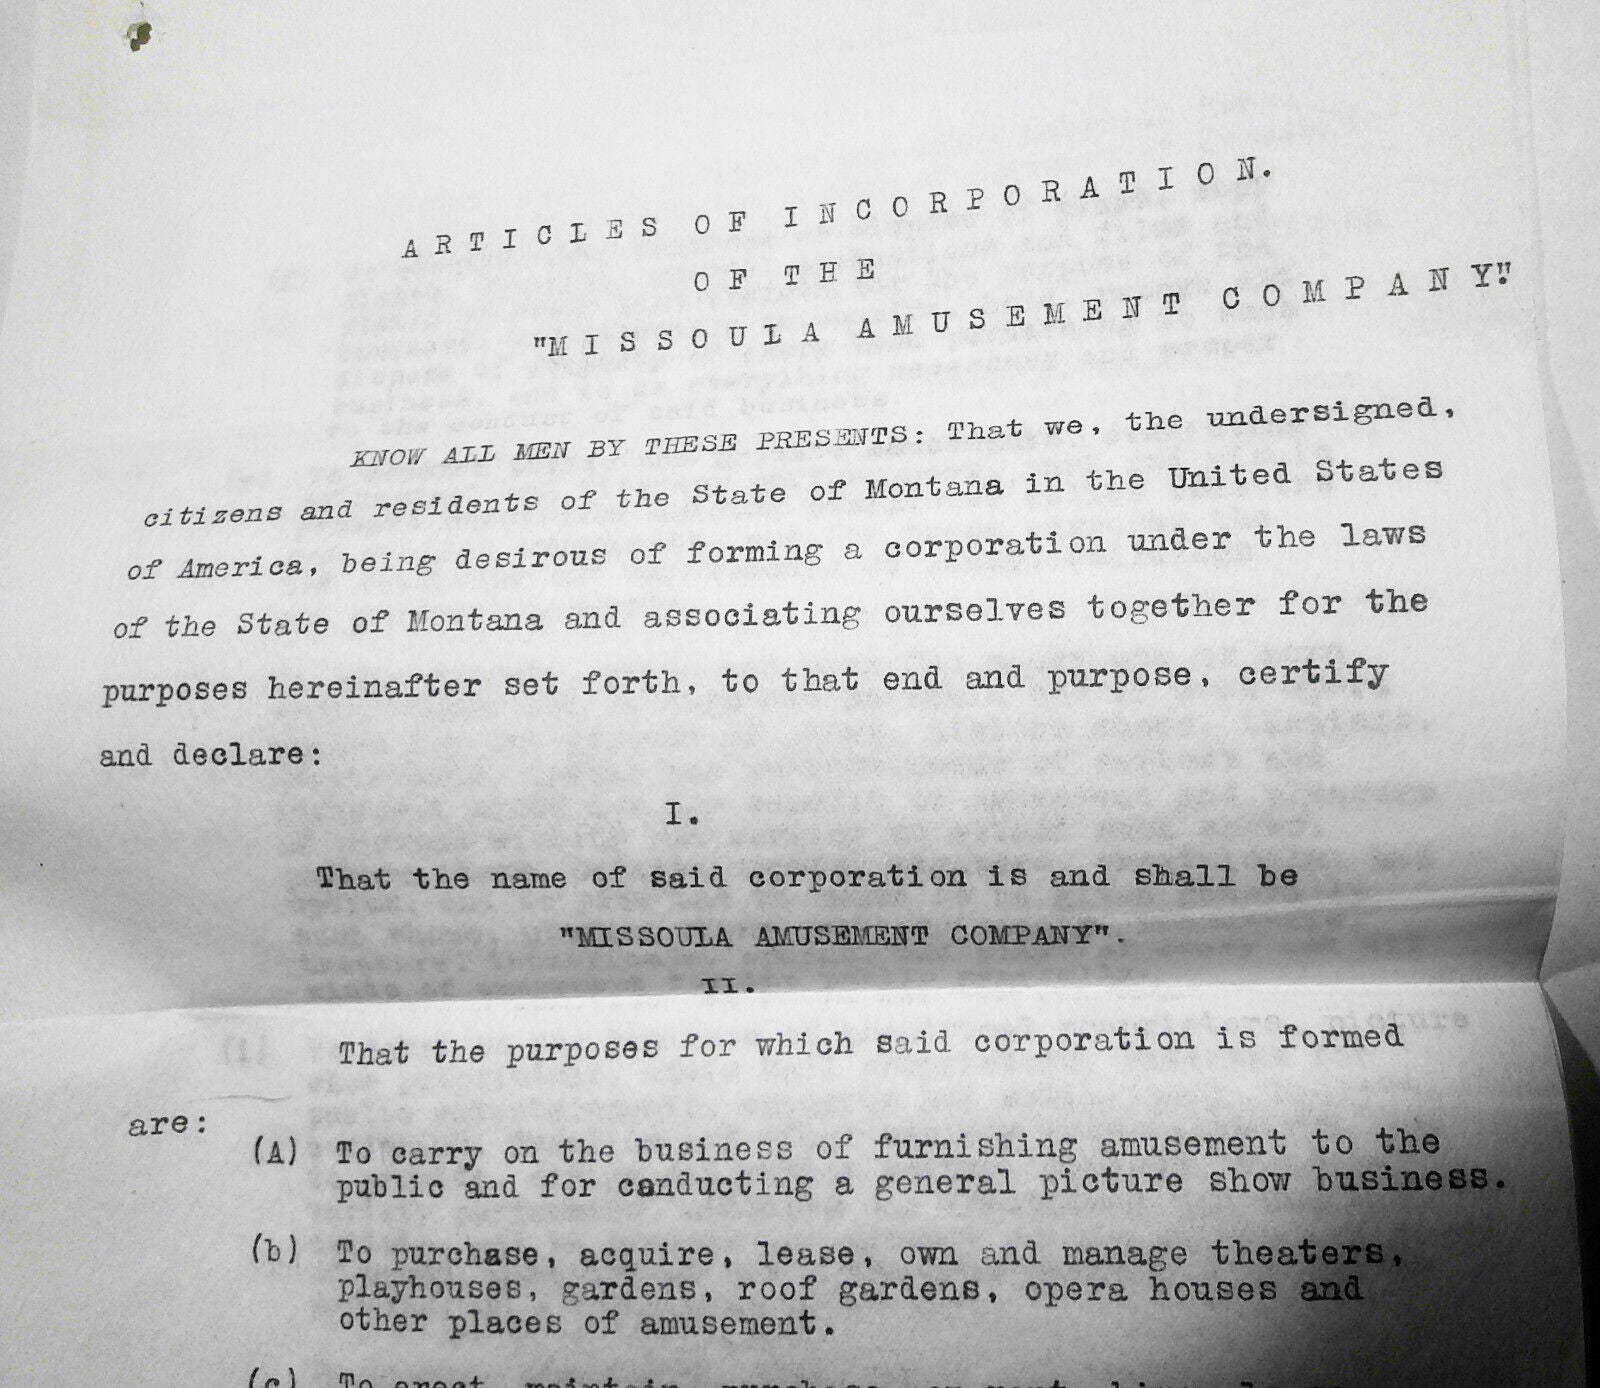 ARTICLES OF INCORPORATION.
OF THE
"MISSOULA AMUSEMENT COMPANY".
KNOW ALL MEN BY THESE PRESENTS: That we, the undersigned,
citizens and residents of the State of Montana in the United States
of America, being desirous of forming a corporation under the laws
of the State of Montana and associating ourselves together for the
purposes hereinafter set forth, to that end and purpose, certify
and declare:
I.
That the name of said corporation is and shall be
"MISSOULA AMUSEMENT COMPANY".
II.
That the purposes for which said corporation is formed
are:
(A) To carry on the business of furnishing amusement to the
public and for conducting a general picture show business.
(b) To purchase, acquire, lease, own and manage theaters,
playhouses, gardens, roof gardens, opera houses and
other places of amusement.
(c) To erect, maintain, purchase